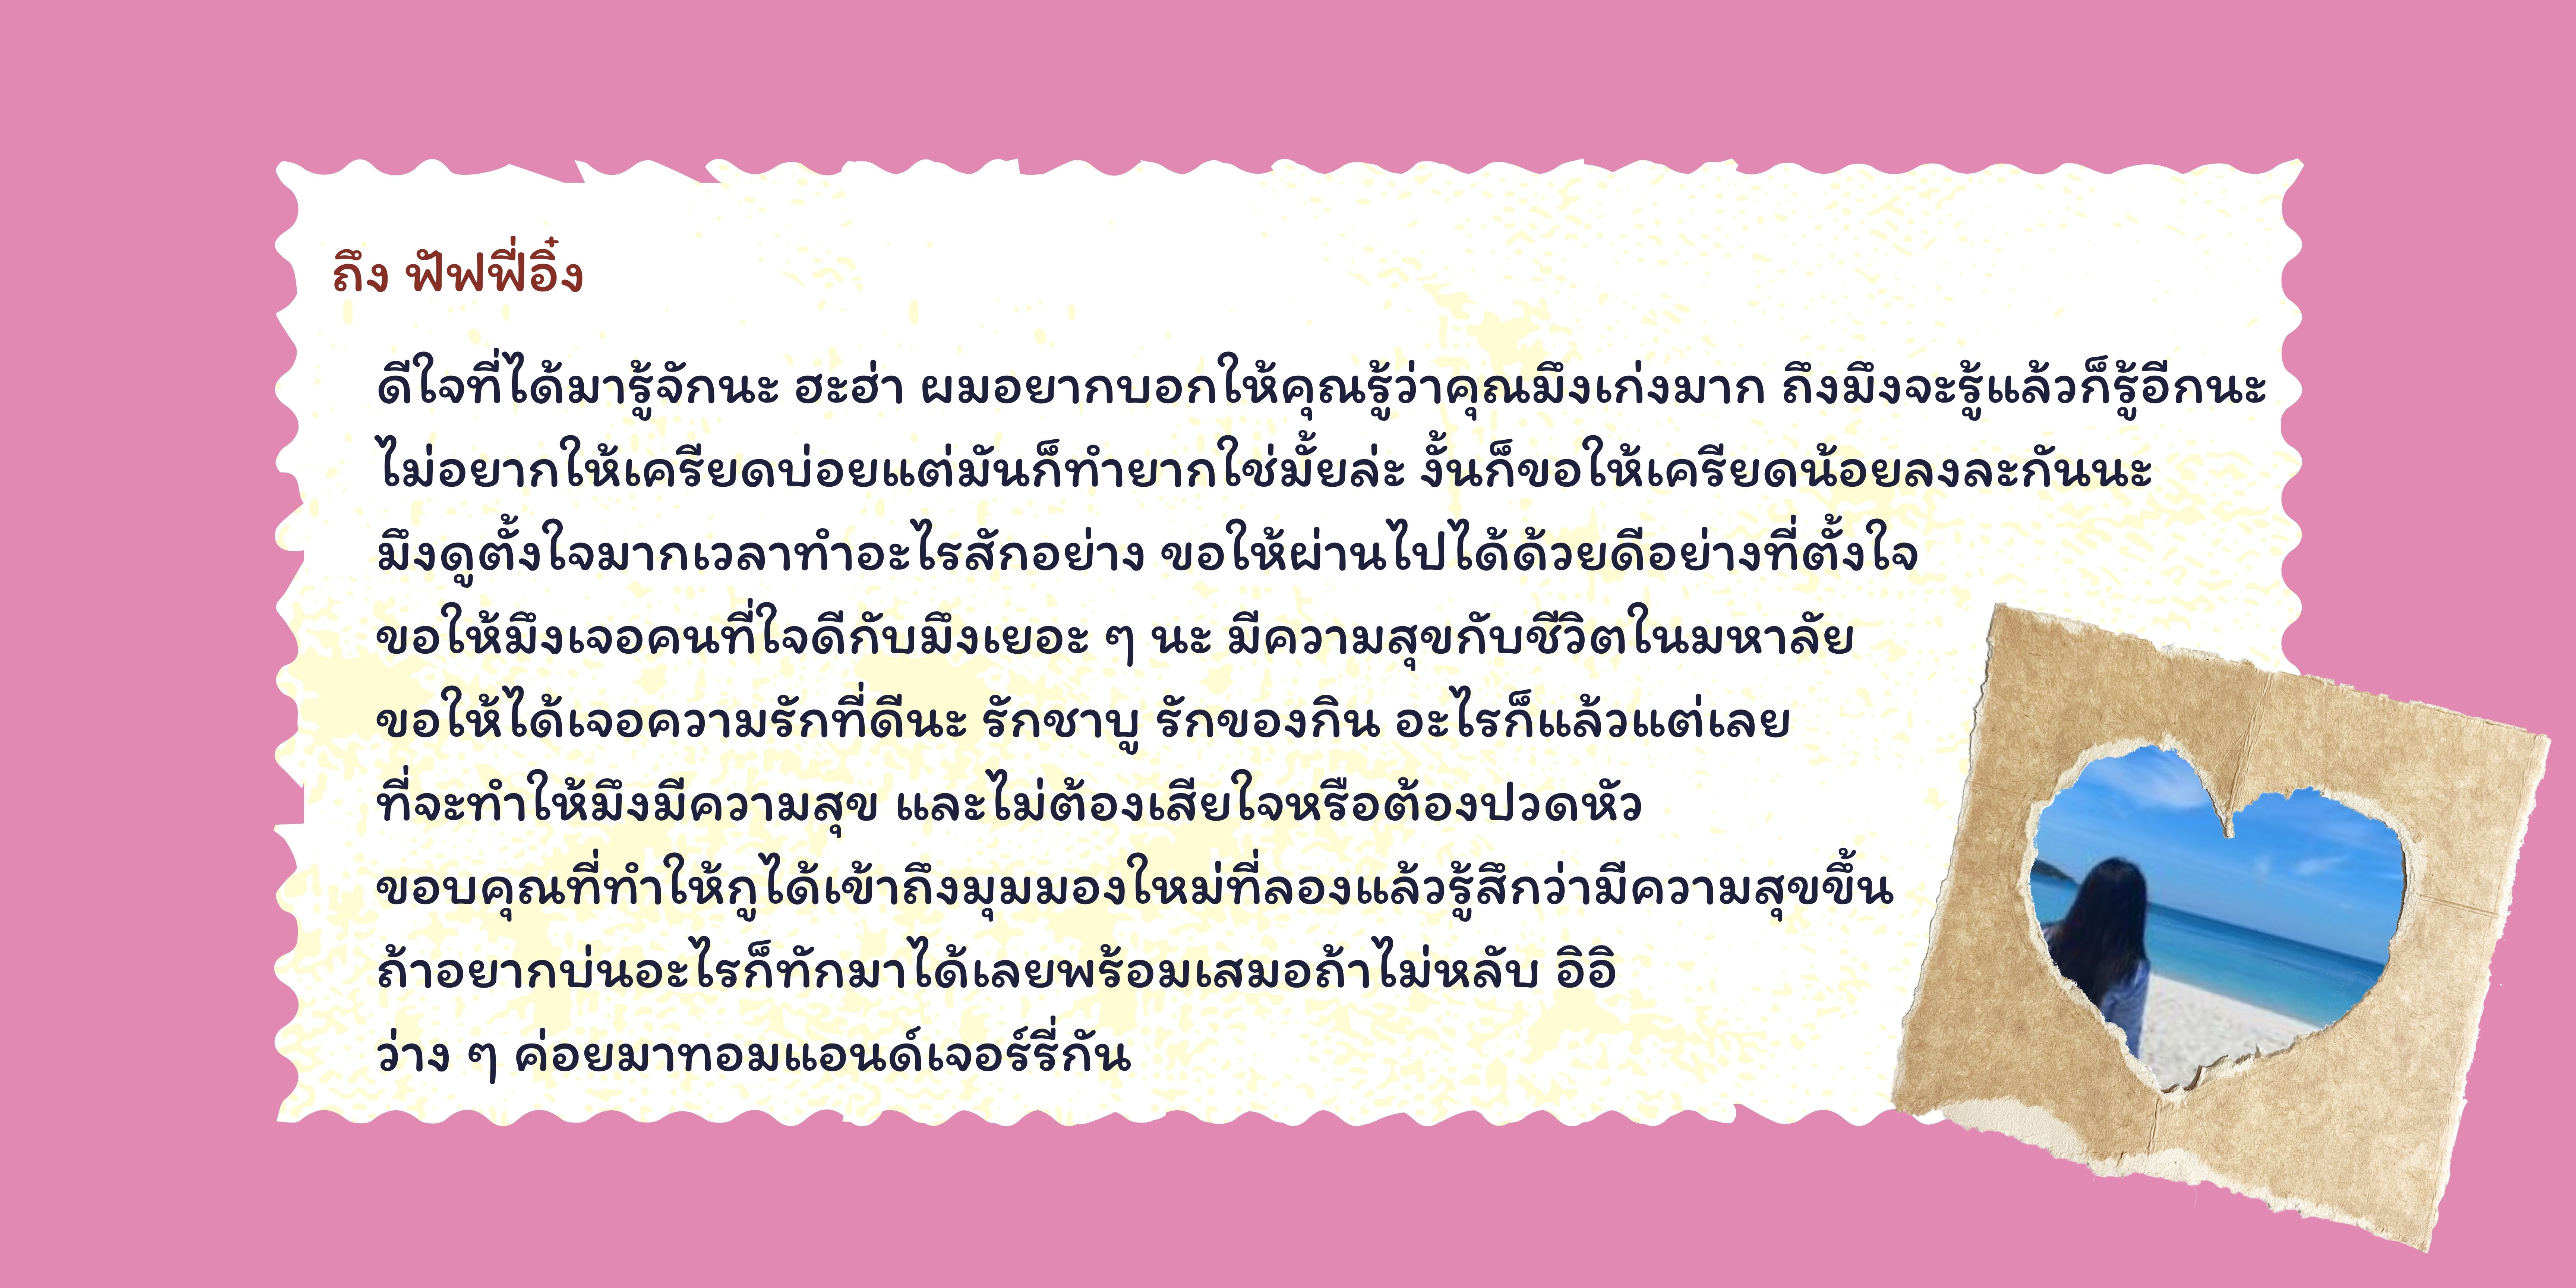 ถึง ฟัฟฟี่อิ๋ง
ดีใจที่ได้มารู้จักนะ ฮะฮ่า ผมอยากบอกให้คุณรู้ว่าคุณมึงเก่งมาก ถึงมึงจะรู้แล้วก็รู้อีกนะ
ไม่อยากให้เครียดบ่อยแต่มันก็ทำยากใช่มั้ยล่ะ งั้นก็ขอให้เครียดน้อยลงละกันนะ
มึงดูตั้งใจมากเวลาทำอะไรสักอย่าง ขอให้ผ่านไปได้ด้วยดีอย่างที่ตั้งใจ
ขอให้มึงเจอคนที่ใจดีกับมึงเยอะ ๆ นะ มีความสุขกับชีวิตในมหาลัย
ขอให้ได้เจอความรักที่ดีนะ รักชาบู รักของกิน อะไรก็แล้วแต่เลย
ที่จะทำให้มึงมีความสุข และไม่ต้องเสียใจหรือต้องปวดหัว
ขอบคุณที่ทำให้กูได้เข้าถึงมุมมองใหม่ที่ลองแล้วรู้สึกว่ามีความสุขขึ้น
ถ้าอยากบ่นอะไรก็ทักมาได้เลยพร้อมเสมอถ้าไม่หลับ อิอิ
ว่าง ๆ ค่อยมาทอมแอนด์เจอร์รี่กัน